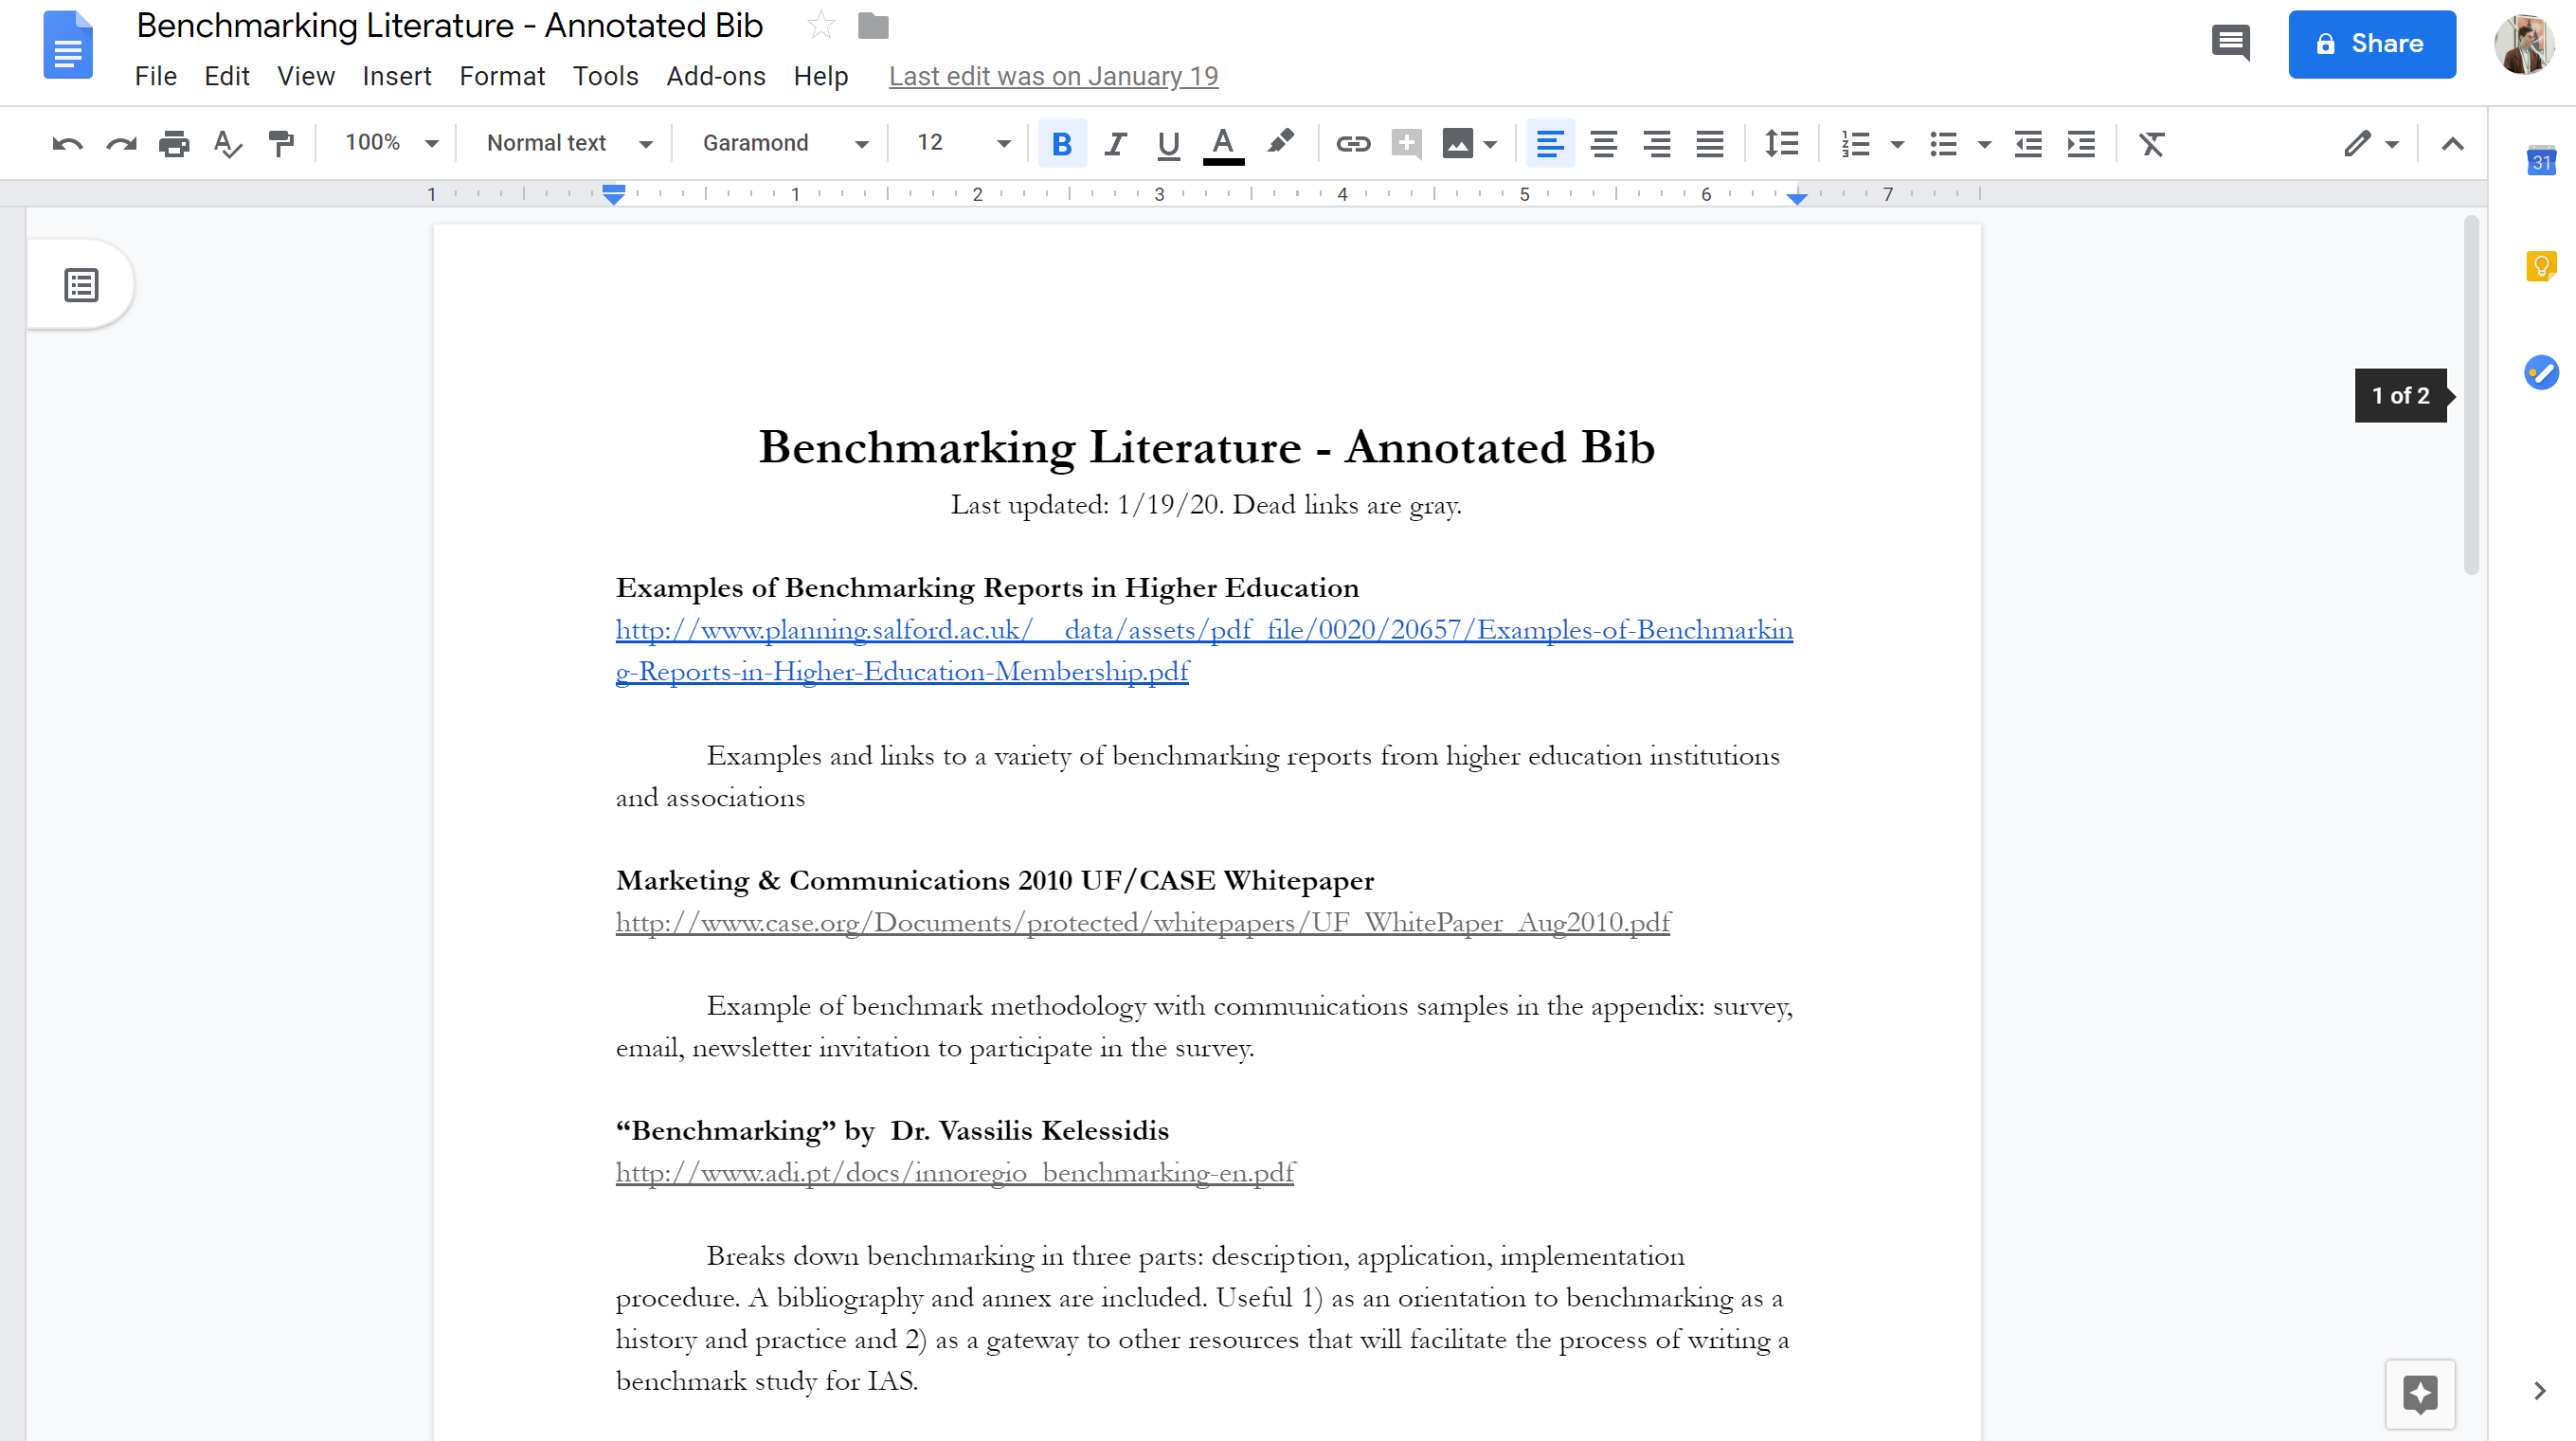 Benchmarking Literature - Annotated Bib
File Edit View Insert Format Tools Add-ons Help Last edit was on January 19
Share
100% Normal text Garamond 12 B I U A
31
1 1 2 3 4 5 6 7
1 of 2
Benchmarking Literature - Annotated Bib
Last updated: 1/19/20. Dead links are gray.
Examples of Benchmarking Reports in Higher Education
http://www.planning.salford.ac.uk/__data/assets/pdf_file/0020/20657/Examples-of-Benchmarkin
g-Reports-in-Higher-Education-Membership.pdf
Examples and links to a variety of benchmarking reports from higher education institutions
and associations
Marketing & Communications 2010 UF/CASE Whitepaper
http://www.case.org/Documents/protected/whitepapers/UF_WhitePaper_Aug2010.pdf
Example of benchmark methodology with communications samples in the appendix: survey,
email, newsletter invitation to participate in the survey.
“Benchmarking” by  Dr. Vassilis Kelessidis
http://www.adi.pt/docs/innoregio_benchmarking-en.pdf
Breaks down benchmarking in three parts: description, application, implementation
procedure. A bibliography and annex are included. Useful 1) as an orientation to benchmarking as a
history and practice and 2) as a gateway to other resources that will facilitate the process of writing a
benchmark study for IAS.